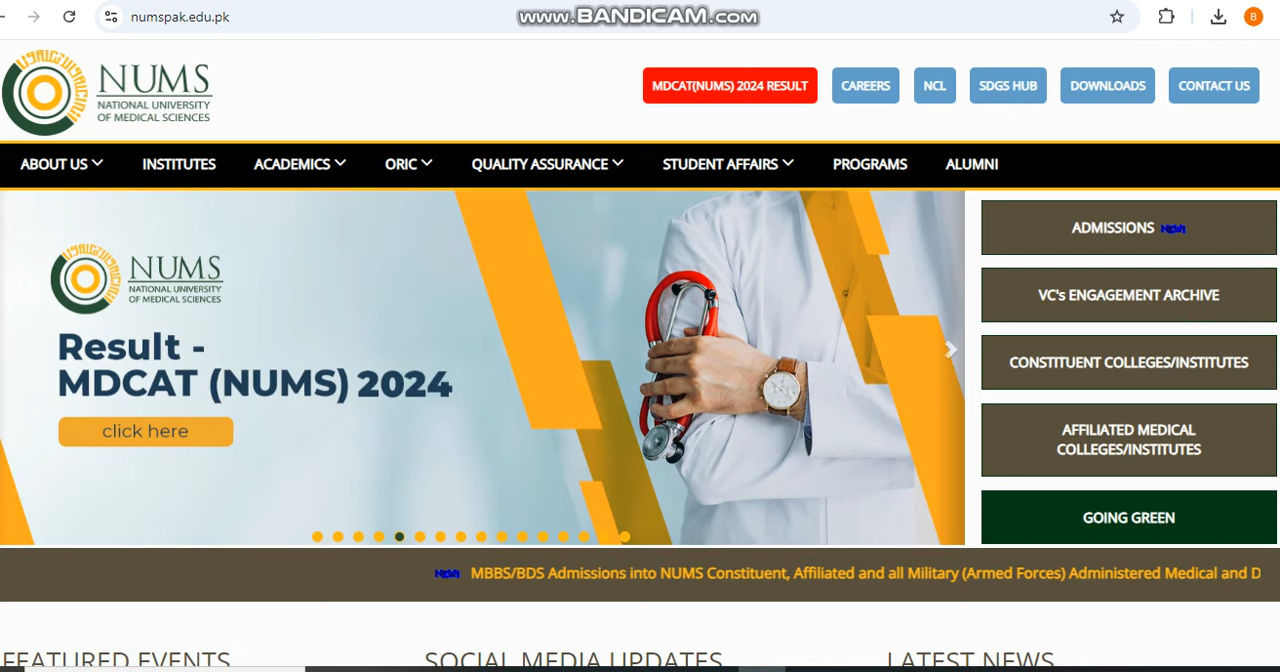 numspak.edu.pk
www.BANDICAM.com
B
NUMS
NATIONAL UNIVERSITY
OF MEDICAL SCIENCES
MDCAT(NUMS) 2024 RESULT
CAREERS
NCL
SDGS HUB
DOWNLOADS
CONTACT US
ABOUT US
INSTITUTES
ACADEMICS
ORIC
QUALITY ASSURANCE
STUDENT AFFAIRS
PROGRAMS
ALUMNI
NUMS
NATIONAL UNIVERSITY
OF MEDICAL SCIENCES
Result -
MDCAT (NUMS) 2024
click here
ADMISSIONS NEW!
VC's ENGAGEMENT ARCHIVE
CONSTITUENT COLLEGES/INSTITUTES
AFFILIATED MEDICAL
COLLEGES/INSTITUTES
GOING GREEN
NEW! MBBS/BDS Admissions into NUMS Constituent, Affiliated and all Military (Armed Forces) Administered Medical and D
FEATURED EVENTS
SOCIAL MEDIA UPDATES
LATEST NEWS